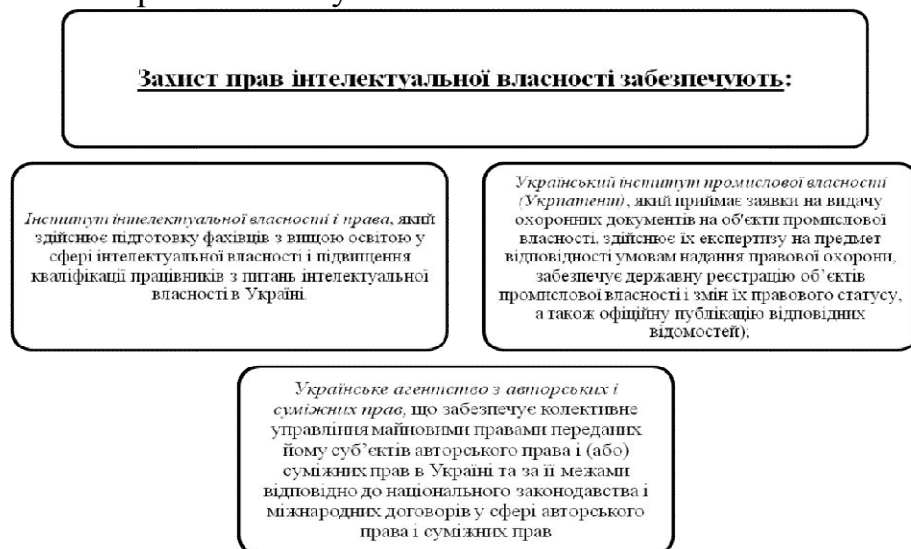 Захист прав інтелектуальної власності забезпечують:
Інститут інтелектуальної власності і права, який
здійснює підготовку фахівців з вищою освітою у
сфері інтелектуальної власності і підвищення
кваліфікації працівників з питань інтелектуальної
власності в Україні.
Український інститут промислової власності
(Укрпатент), який приймає заявки на видачу
охоронних документів на об'єкти промислової
власності, здійснює їх експертизу на предмет
відповідності умовам надання правової охорони,
забезпечує державну реєстрацію об’єктів
промислової власності і змін їх правового статусу,
а також офіційну публікацію відповідних
відомостей);
Українське агентство з авторських і
суміжних прав, що забезпечує колективне
управління майновими правами переданих
йому суб’єктів авторського права і (або)
суміжних прав в Україні та за її межами
відповідно до національного законодавства і
міжнародних договорів у сфері авторського
права і суміжних прав